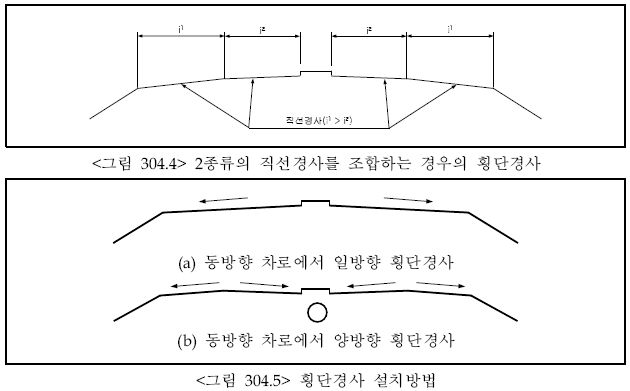 i¹ i² i² i¹
직선경사(i¹ > i²)
<그림 304.4> 2종류의 직선경사를 조합하는 경우의 횡단경사
(a) 동방향 차로에서 일방향 횡단경사
(b) 동방향 차로에서 양방향 횡단경사
<그림 304.5> 횡단경사 설치방법